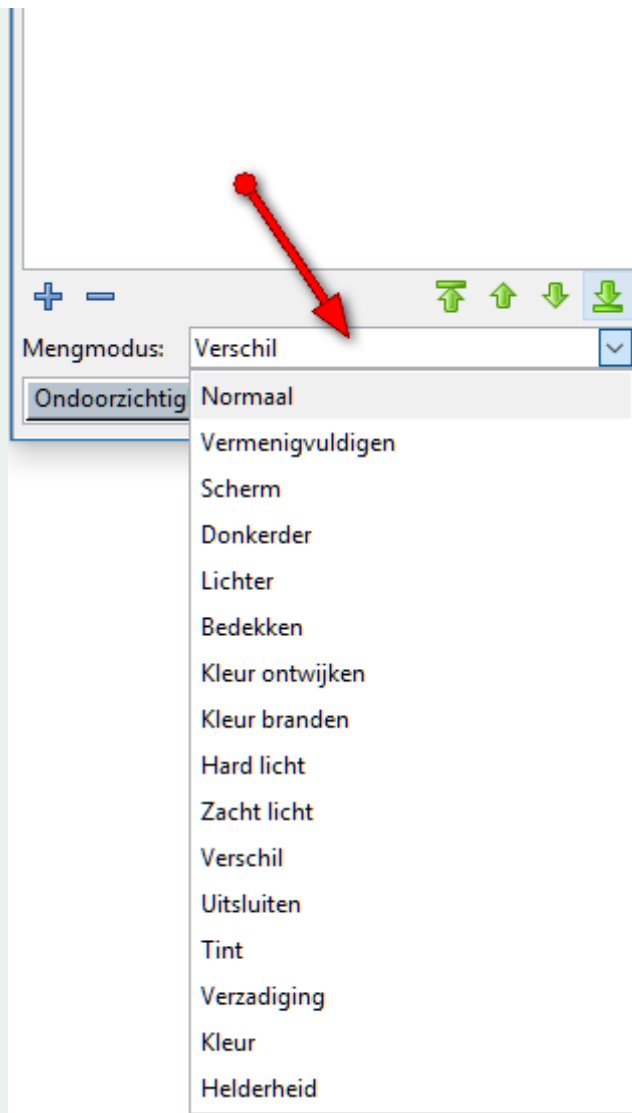 Mengmodus: Verschil
Ondoorzichtig Normaal
Vermenigvuldigen
Scherm
Donkerder
Lichter
Bedekken
Kleur ontwijken
Kleur branden
Hard licht
Zacht licht
Verschil
Uitsluiten
Tint
Verzadiging
Kleur
Helderheid